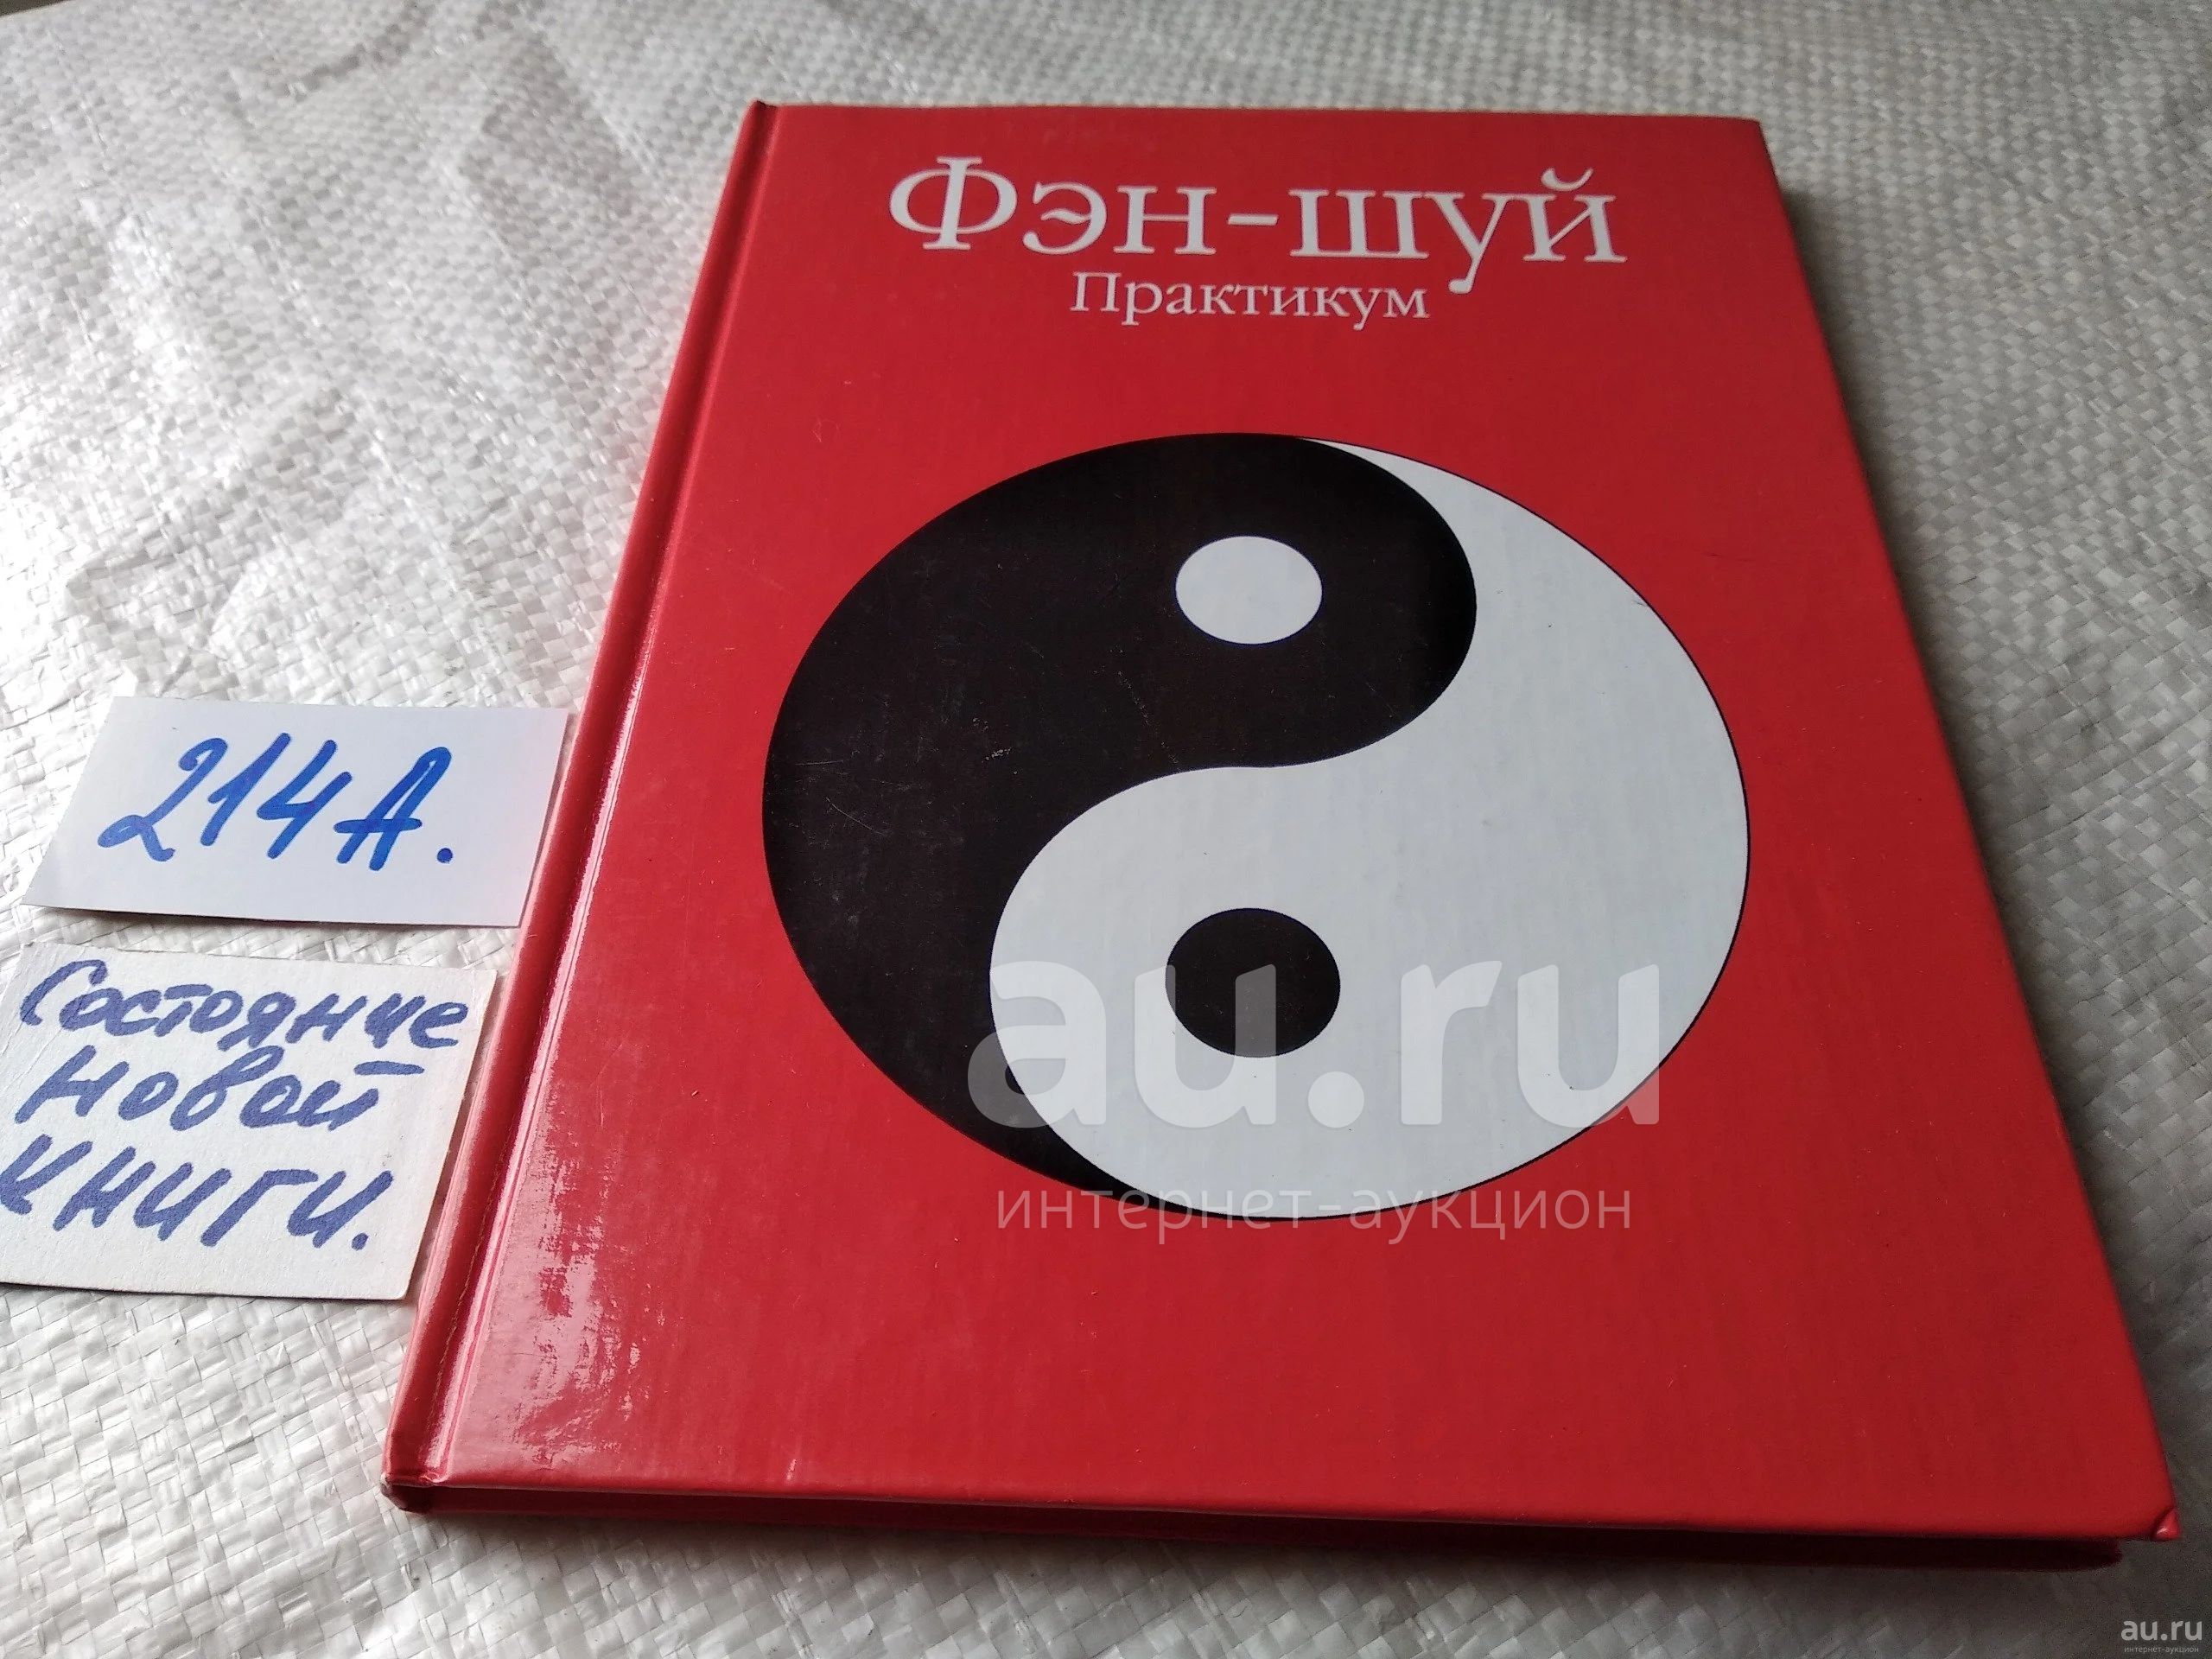 Фэн-шуй
Практикум
214А.
Состояние
новой
книги.
au.ru
интернет-аукцион
au.ru
интернет-аукцион